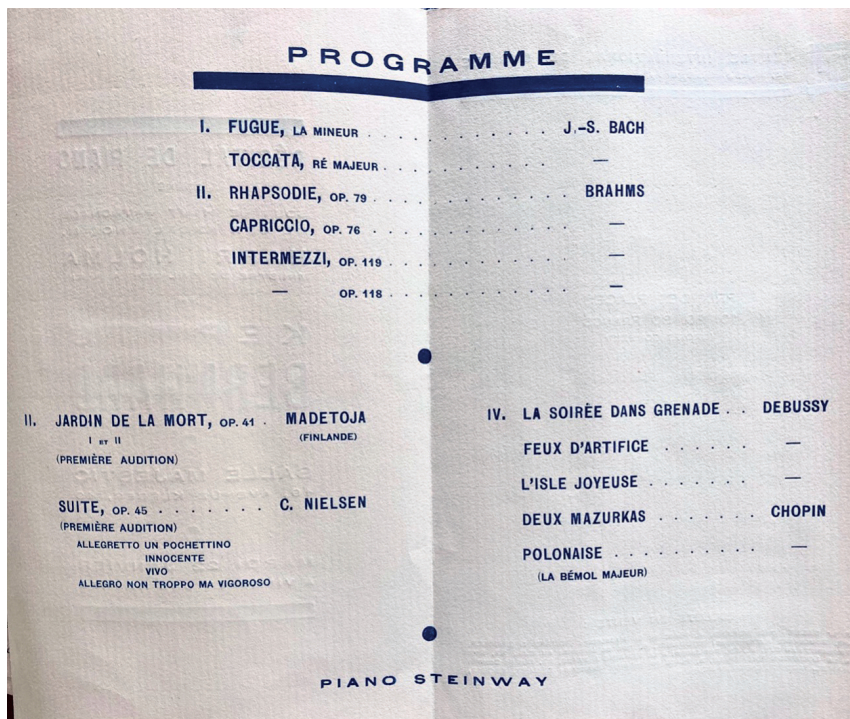 PROGRAMME
I. FUGUE, LA MINEUR . . . . . . . . . . . . . J.-S. BACH
TOCCATA, RÉ MAJEUR . . . . . . . . . . . . —
II. RHAPSODIE, OP. 79 . . . . . . . . . . . . BRAHMS
CAPRICCIO, OP. 76 . . . . . . . . . . . . —
INTERMEZZI, OP. 119 . . . . . . . . . . . —
— OP. 118 . . . . . . . . . . . —
II. JARDIN DE LA MORT, OP. 41 . MADETOJA
I ET II (FINLANDE)
(PREMIÈRE AUDITION)
SUITE, OP. 45 . . . . . . . C. NIELSEN
(PREMIÈRE AUDITION)
ALLEGRETTO UN POCHETTINO
INNOCENTE
VIVO
ALLEGRO NON TROPPO MA VIGOROSO
IV. LA SOIRÉE DANS GRENADE . . DEBUSSY
FEUX D'ARTIFICE . . . . . . —
L'ISLE JOYEUSE . . . . . . . —
DEUX MAZURKAS . . . . . . . CHOPIN
POLONAISE . . . . . . . . . . —
(LA BÉMOL MAJEUR)
PIANO STEINWAY